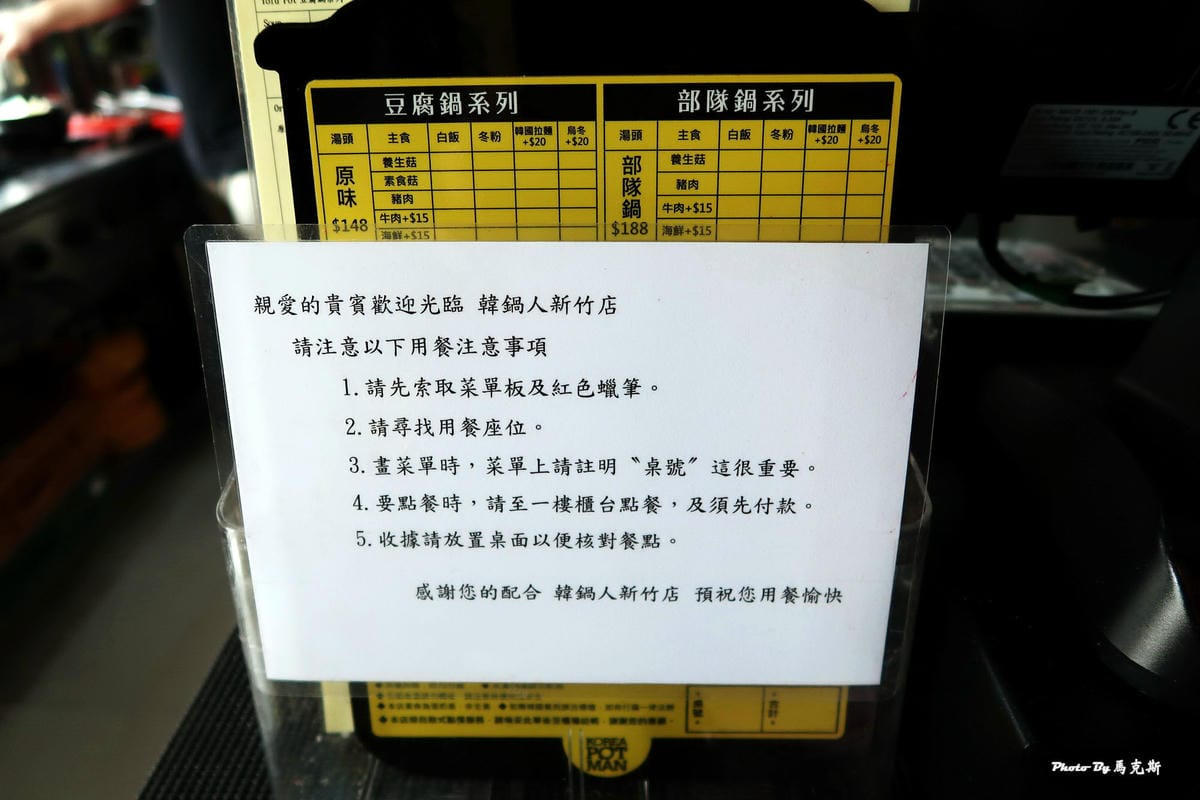 豆腐鍋系列
湯頭 主食 白飯 冬粉 韓國拉麵+$20 烏冬+$20
原味 $148
養生菇
素食菇
豬肉
牛肉+$15
海鮮+$15
部隊鍋系列
湯頭 主食 白飯 冬粉 韓國拉麵+$20 烏冬+$20
部隊鍋 $188
養生菇
豬肉
牛肉+$15
海鮮+$15
親愛的貴賓歡迎光臨 韓鍋人新竹店
請注意以下用餐注意事項
1.請先索取菜單板及紅色蠟筆。
2.請尋找用餐座位。
3.畫菜單時，菜單上請註明〝桌號〞這很重要。
4.要點餐時，請至一樓櫃台點餐，及須先付款。
5.收據請放置桌面以便核對餐點。
感謝您的配合 韓鍋人新竹店 預祝您用餐愉快
桌號
合計
KOREA
POT
MAN
Photo By 馬克斯